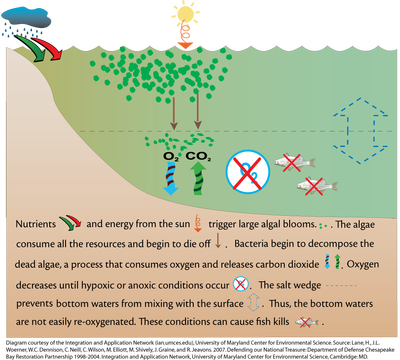 O₂ CO₂
O₂
Nutrients and energy from the sun trigger large algal blooms. The algae
consume all the resources and begin to die off . Bacteria begin to decompose the
dead algae, a process that consumes oxygen and releases carbon dioxide . Oxygen
decreases until hypoxic or anoxic conditions occur . The salt wedge
prevents bottom waters from mixing with the surface . Thus, the bottom waters
are not easily re-oxygenated. These conditions can cause fish kills .
Diagram courtesy of the Integration and Application Network (ian.umces.edu), University of Maryland Center for Environmental Science. Source: Lane, H., J.L.
Woerner, W.C. Dennison, C. Neill, C. Wilson, M. Elliott, M. Shively, J. Graine, and R. Jeavons. 2007. Defending our National Treasure: Department of Defense Chesapeake
Bay Restoration Partnership 1998-2004. Integration and Application Network, University of Maryland Center for Environmental Science, Cambridge: MD.